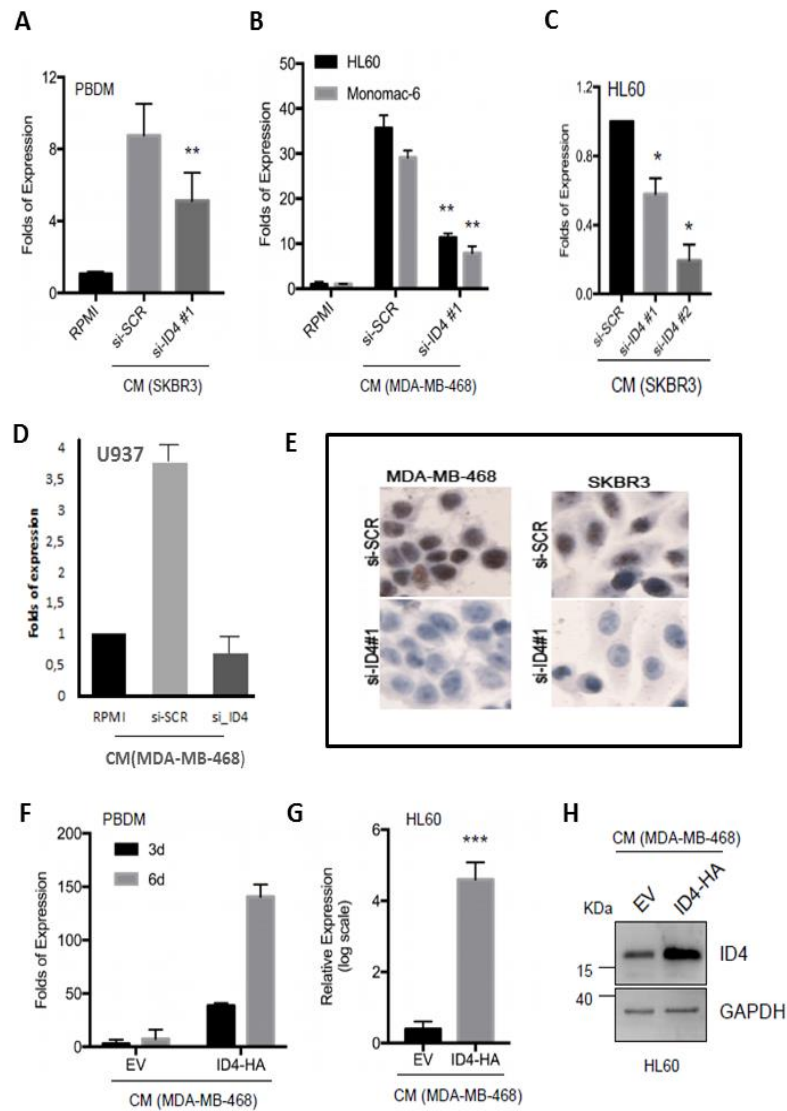 A
PBDM
Folds of Expression
12
8
4
0
RPMI
si-SCR
si-ID4 #1
**
CM (SKBR3)
B
HL60
Monomac-6
Folds of Expression
50
40
30
20
10
0
RPMI
si-SCR
si-ID4 #1
**
**
CM (MDA-MB-468)
C
HL60
Folds of Expression
1.2
0.8
0.4
0.0
si-SCR
si-ID4 #1
si-ID4 #2
*
*
CM (SKBR3)
D
U937
Folds of expression
4
3,5
3
2,5
2
1,5
1
0,5
0
RPMI
si-SCR
si_ID4
CM(MDA-MB-468)
E
MDA-MB-468
SKBR3
si-SCR
si-SCR
si-ID4#1
si-ID4#1
F
PBDM
3d
6d
Folds of Expression
200
150
100
50
0
EV
ID4-HA
CM (MDA-MB-468)
G
HL60
Relative Expression
(log scale)
6
4
2
0
***
EV
ID4-HA
CM (MDA-MB-468)
H
CM (MDA-MB-468)
EV
ID4-HA
KDa
15
40
ID4
GAPDH
HL60